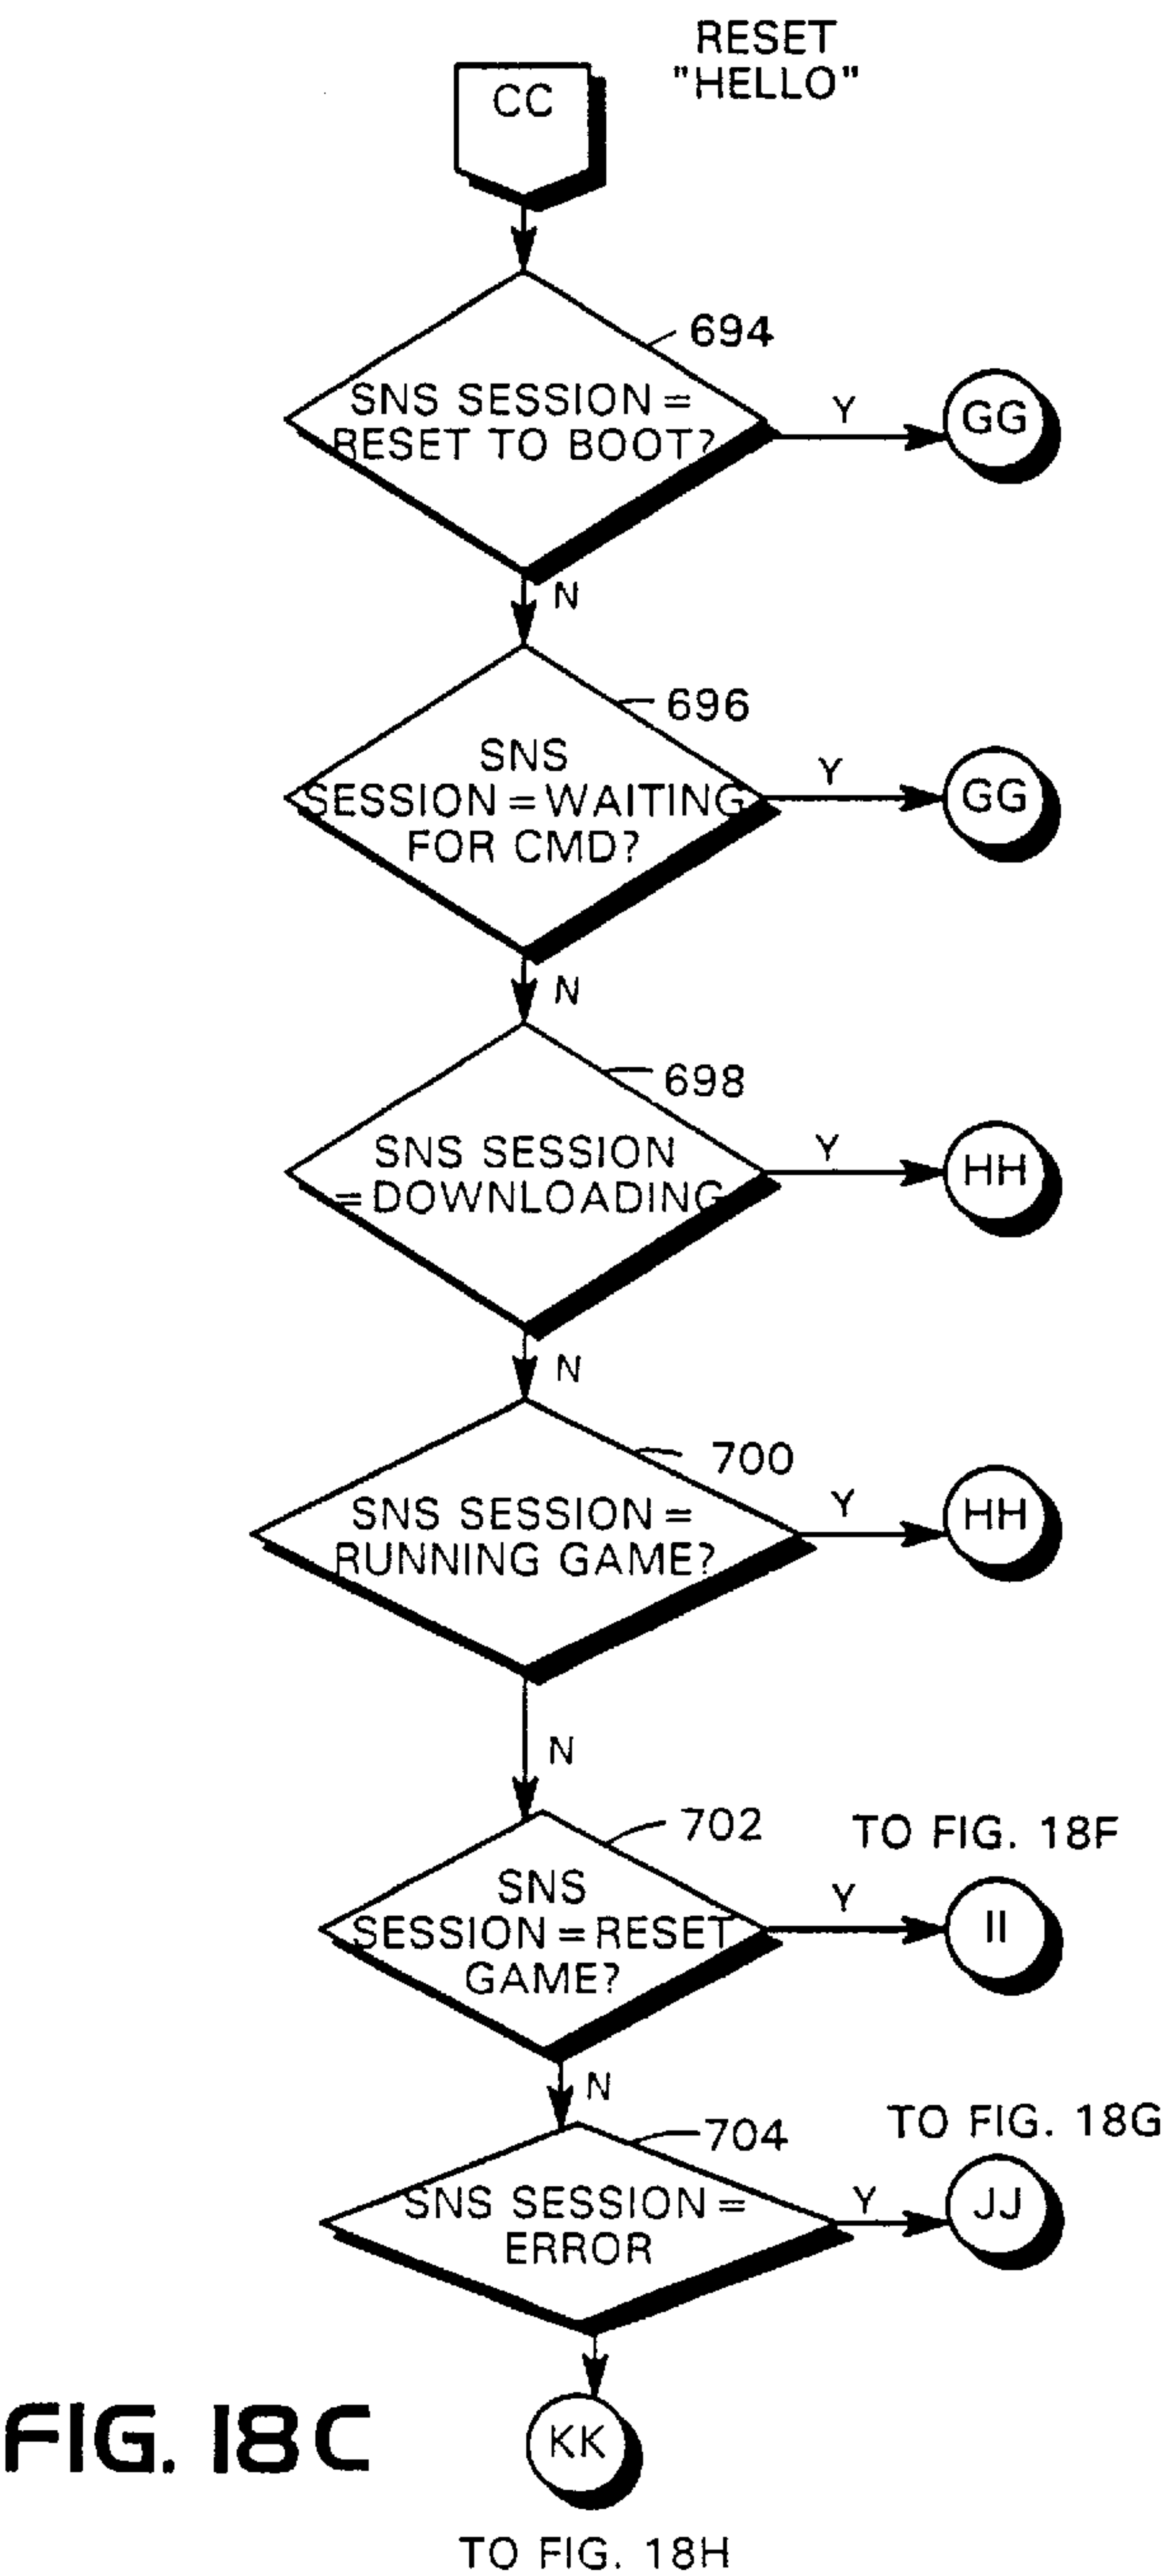 RESET
"HELLO"
CC
694
SNS SESSION =
RESET TO BOOT?
Y
GG
N
696
SNS
SESSION = WAITING
FOR CMD?
Y
GG
N
698
SNS SESSION
= DOWNLOADING
Y
HH
N
700
SNS SESSION =
RUNNING GAME?
Y
HH
N
702
TO FIG. 18F
SNS
SESSION = RESET
GAME?
Y
II
N
704
TO FIG. 18G
SNS SESSION =
ERROR
Y
JJ
KK
FIG. 18C
TO FIG. 18H